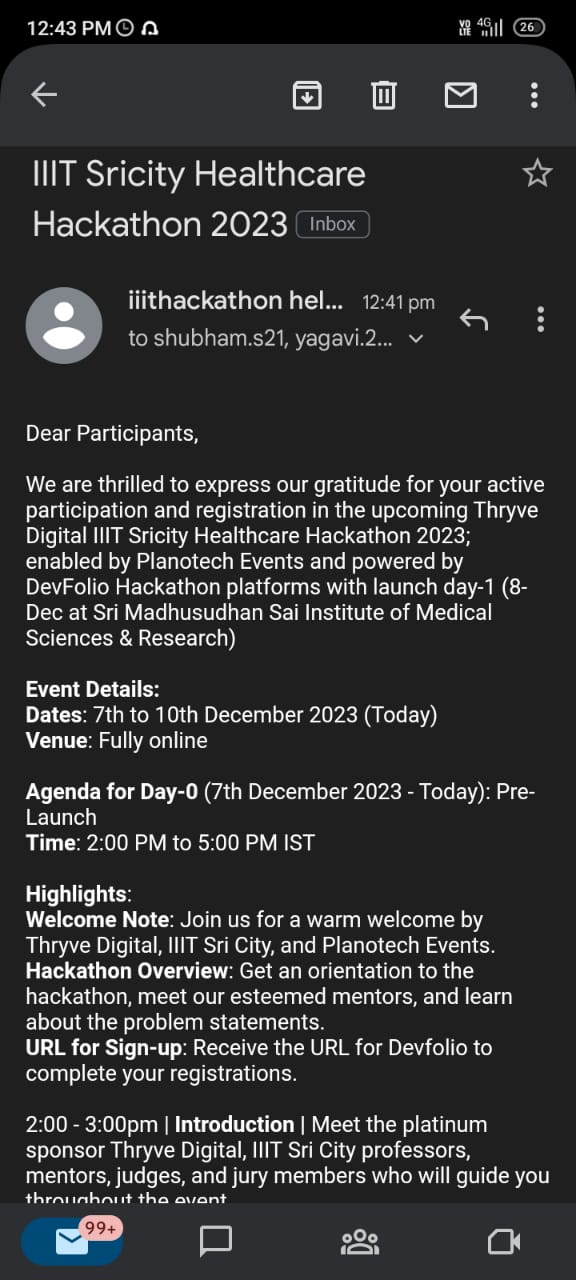 12:43 PM VO LTE 4G 26
IIIT Sricity Healthcare
Hackathon 2023 Inbox
iiithackathon hel... 12:41 pm
to shubham.s21, yagavi.2...
Dear Participants,
We are thrilled to express our gratitude for your active
participation and registration in the upcoming Thryve
Digital IIIT Sricity Healthcare Hackathon 2023;
enabled by Planotech Events and powered by
DevFolio Hackathon platforms with launch day-1 (8-
Dec at Sri Madhusudhan Sai Institute of Medical
Sciences & Research)
Event Details:
Dates: 7th to 10th December 2023 (Today)
Venue: Fully online
Agenda for Day-0 (7th December 2023 - Today): Pre-
Launch
Time: 2:00 PM to 5:00 PM IST
Highlights:
Welcome Note: Join us for a warm welcome by
Thryve Digital, IIIT Sri City, and Planotech Events.
Hackathon Overview: Get an orientation to the
hackathon, meet our esteemed mentors, and learn
about the problem statements.
URL for Sign-up: Receive the URL for Devfolio to
complete your registrations.
2:00 - 3:00pm | Introduction | Meet the platinum
sponsor Thryve Digital, IIIT Sri City professors,
mentors, judges, and jury members who will guide you
throughout the event
99+